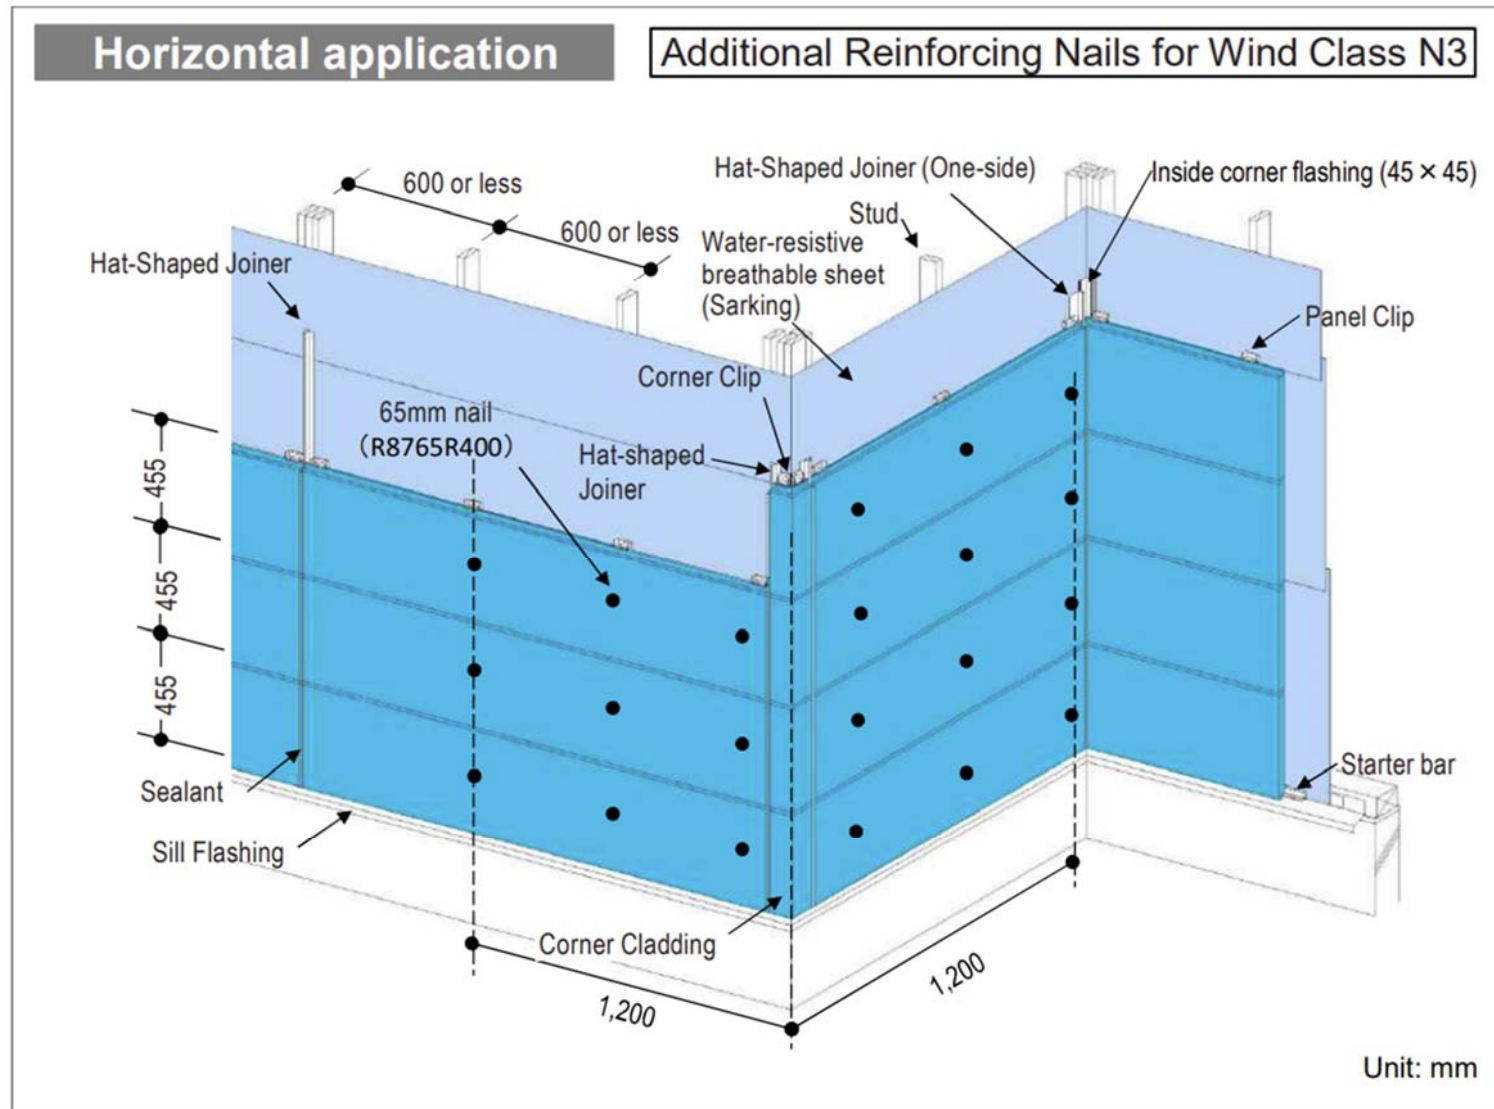 Horizontal application
Additional Reinforcing Nails for Wind Class N3
600 or less
600 or less
Hat-Shaped Joiner (One-side)
Inside corner flashing (45 × 45)
Stud
Hat-Shaped Joiner
Water-resistive
breathable sheet
(Sarking)
Panel Clip
Corner Clip
65mm nail
(R8765R400)
Hat-shaped
Joiner
455
455
455
Sealant
Sill Flashing
Starter bar
Corner Cladding
1,200
1,200
Unit: mm